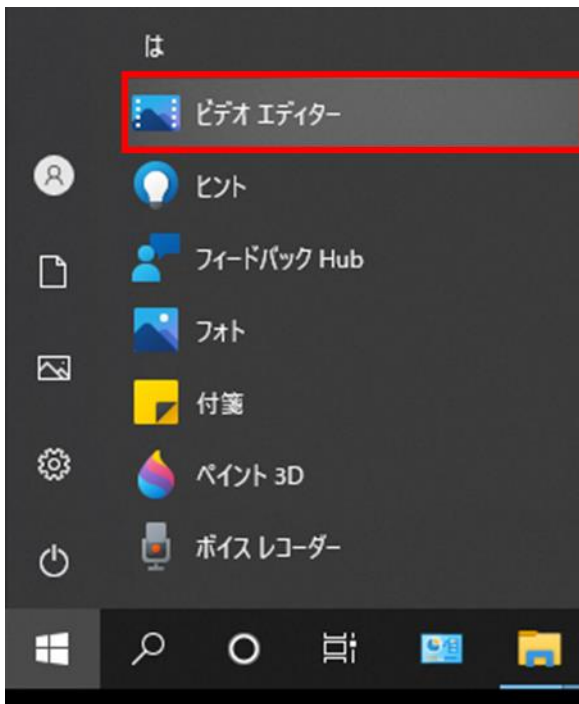 は
ビデオ エディター
ヒント
フィードバック Hub
フォト
付箋
ペイント 3D
ボイス レコーダー